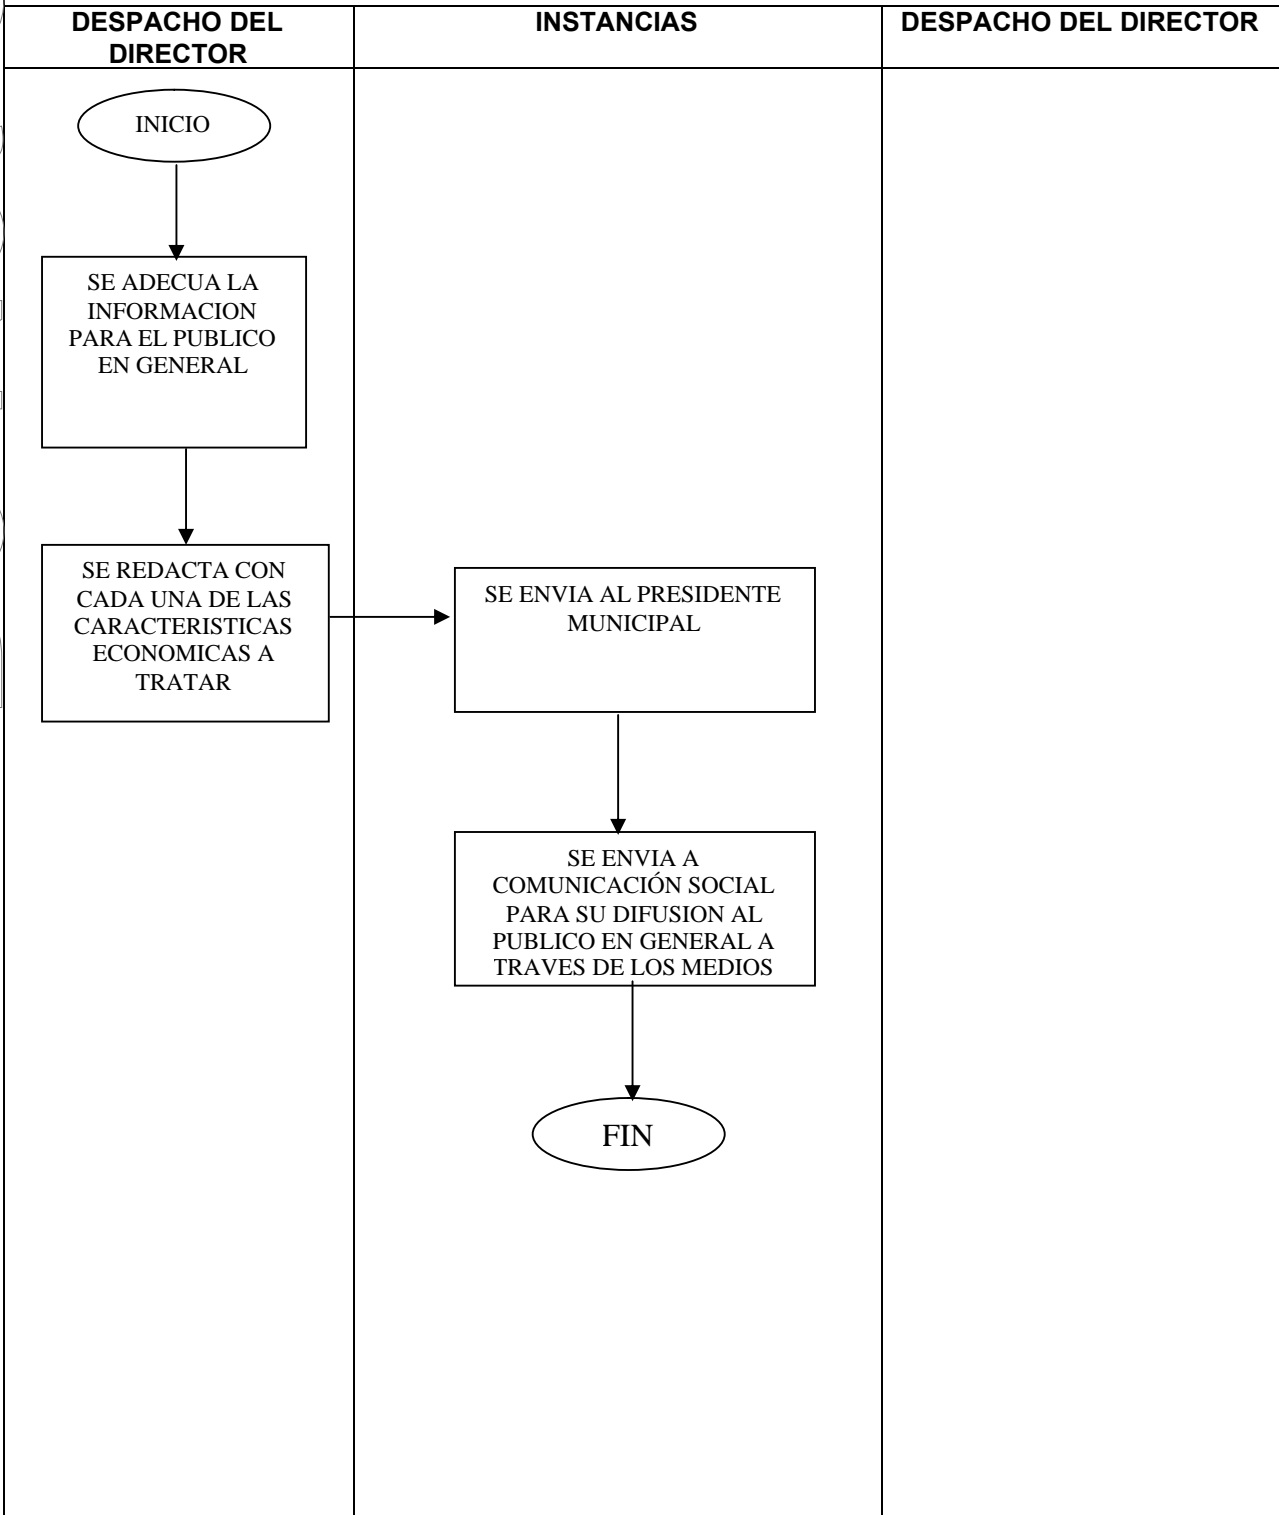 DESPACHO DEL
DIRECTOR
INSTANCIAS
DESPACHO DEL DIRECTOR
INICIO
SE ADECUA LA
INFORMACION
PARA EL PUBLICO
EN GENERAL
SE REDACTA CON
CADA UNA DE LAS
CARACTERISTICAS
ECONOMICAS A
TRATAR
SE ENVIA AL PRESIDENTE
MUNICIPAL
SE ENVIA A
COMUNICACIÓN SOCIAL
PARA SU DIFUSION AL
PUBLICO EN GENERAL A
TRAVES DE LOS MEDIOS
FIN